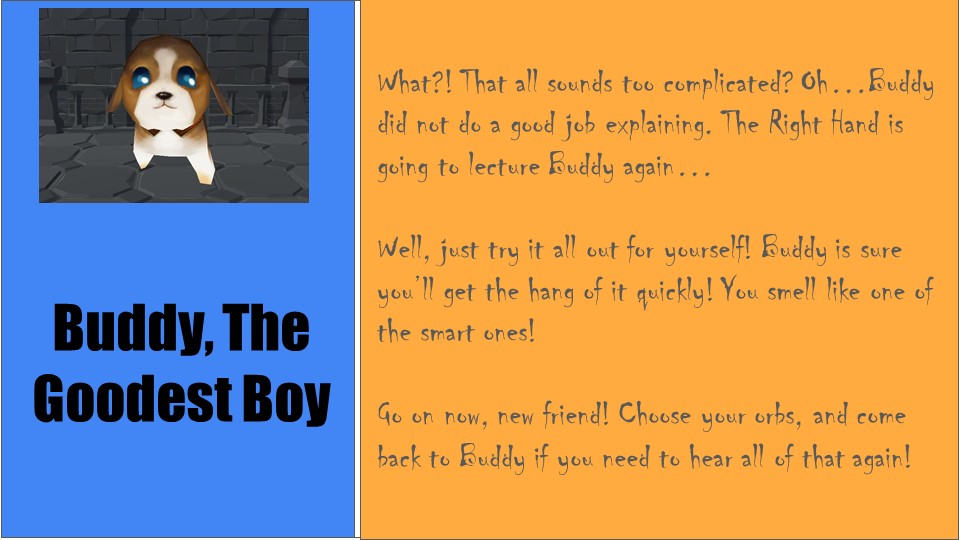 Buddy, The
Goodest Boy
What?! That all sounds too complicated? Oh...Buddy
did not do a good job explaining. The Right Hand is
going to lecture Buddy again...
Well, just try it all out for yourself! Buddy is sure
you'll get the hang of it quickly! You smell like one of
the smart ones!
Go on now, new friend! Choose your orbs, and come
back to Buddy if you need to hear all of that again!